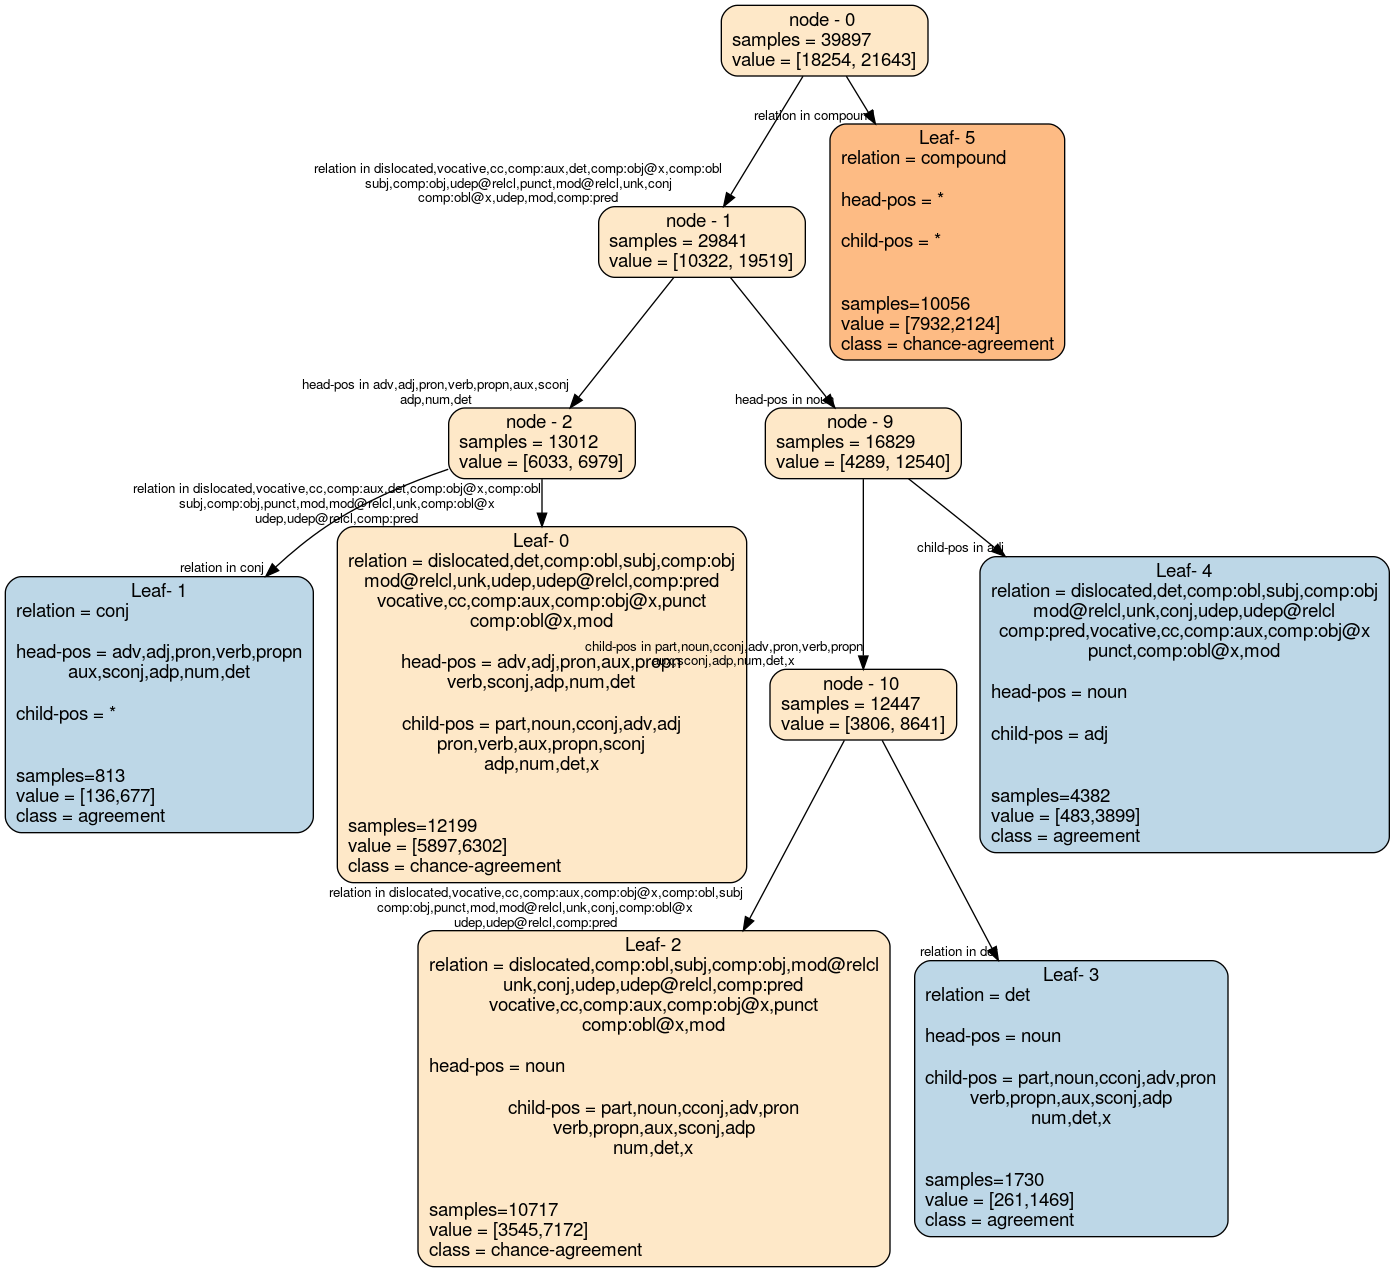 node - 0
samples = 39897
value = [18254, 21643]
relation in compound
Leaf- 5
relation = compound
head-pos = *
child-pos = *
samples=10056
value = [7932,2124]
class = chance-agreement
relation in dislocated,vocative,cc,comp:aux,det,comp:obj@x,comp:obl
subj,comp:obj,udep@relcl,punct,mod@relcl,unk,conj
comp:obl@x,udep,mod,comp:pred
node - 1
samples = 29841
value = [10322, 19519]
head-pos in adv,adj,pron,verb,propn,aux,sconj
adp,num,det
node - 2
samples = 13012
value = [6033, 6979]
head-pos in noun
node - 9
samples = 16829
value = [4289, 12540]
relation in dislocated,vocative,cc,comp:aux,det,comp:obj@x,comp:obl
subj,comp:obj,punct,mod,mod@relcl,unk,comp:obl@x
udep,udep@relcl,comp:pred
relation in conj
Leaf- 1
relation = conj
head-pos = adv,adj,pron,verb,propn
aux,sconj,adp,num,det
child-pos = *
samples=813
value = [136,677]
class = agreement
Leaf- 0
relation = dislocated,det,comp:obl,subj,comp:obj
mod@relcl,unk,udep,udep@relcl,comp:pred
vocative,cc,comp:aux,comp:obj@x,punct
comp:obl@x,mod
head-pos = adv,adj,pron,aux,propn
verb,sconj,adp,num,det
child-pos = part,noun,cconj,adv,adj
pron,verb,aux,propn,sconj
adp,num,det,x
samples=12199
value = [5897,6302]
class = chance-agreement
child-pos in adj
Leaf- 4
relation = dislocated,det,comp:obl,subj,comp:obj
mod@relcl,unk,conj,udep,udep@relcl
comp:pred,vocative,cc,comp:aux,comp:obj@x
punct,comp:obl@x,mod
head-pos = noun
child-pos = adj
samples=4382
value = [483,3899]
class = agreement
child-pos in part,noun,cconj,adv,pron,verb,propn
aux,sconj,adp,num,det,x
node - 10
samples = 12447
value = [3806, 8641]
relation in dislocated,vocative,cc,comp:aux,comp:obj@x,comp:obl,subj
comp:obj,punct,mod,mod@relcl,unk,conj,comp:obl@x
udep,udep@relcl,comp:pred
Leaf- 2
relation = dislocated,comp:obl,subj,comp:obj,mod@relcl
unk,conj,udep,udep@relcl,comp:pred
vocative,cc,comp:aux,comp:obj@x,punct
comp:obl@x,mod
head-pos = noun
child-pos = part,noun,cconj,adv,pron
verb,propn,aux,sconj,adp
num,det,x
samples=10717
value = [3545,7172]
class = chance-agreement
relation in det
Leaf- 3
relation = det
head-pos = noun
child-pos = part,noun,cconj,adv,pron
verb,propn,aux,sconj,adp
num,det,x
samples=1730
value = [261,1469]
class = agreement